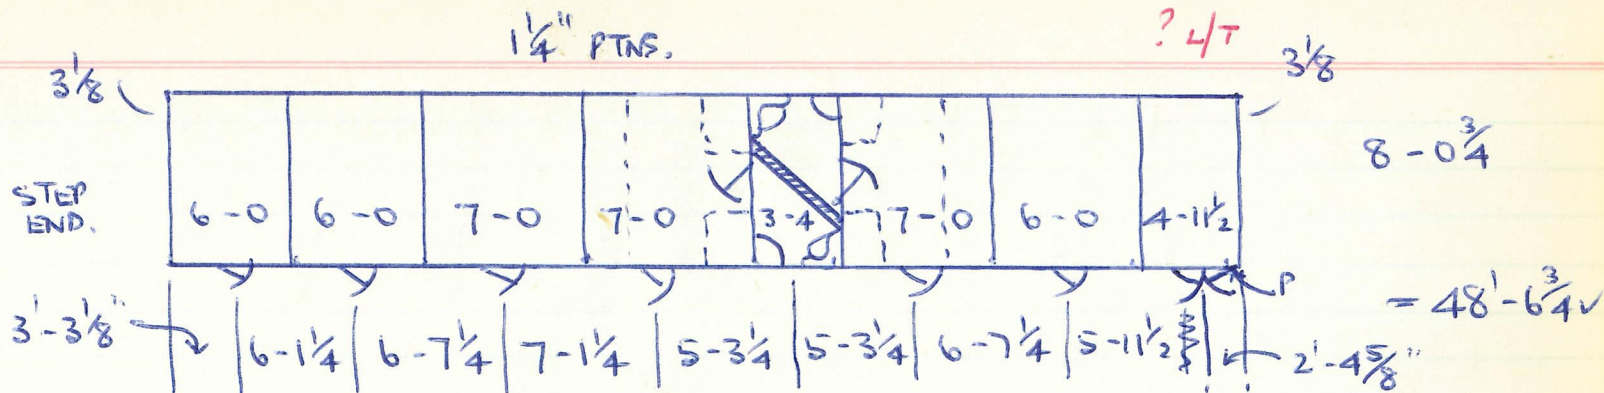 1¼" PTNS.
? L/T
3⅛
3⅛
8 - 0¾
STEP
END.
6 - 0
6 - 0
7 - 0
7 - 0
3-4
7 - 0
6 - 0
4-11½
P
= 48' - 6¾ ✓
3'-3⅛"
6-1¼
6-7¼
7-1¼
5-3¼
5-3¼
6-7¼
5-11½
2'-4⅝"